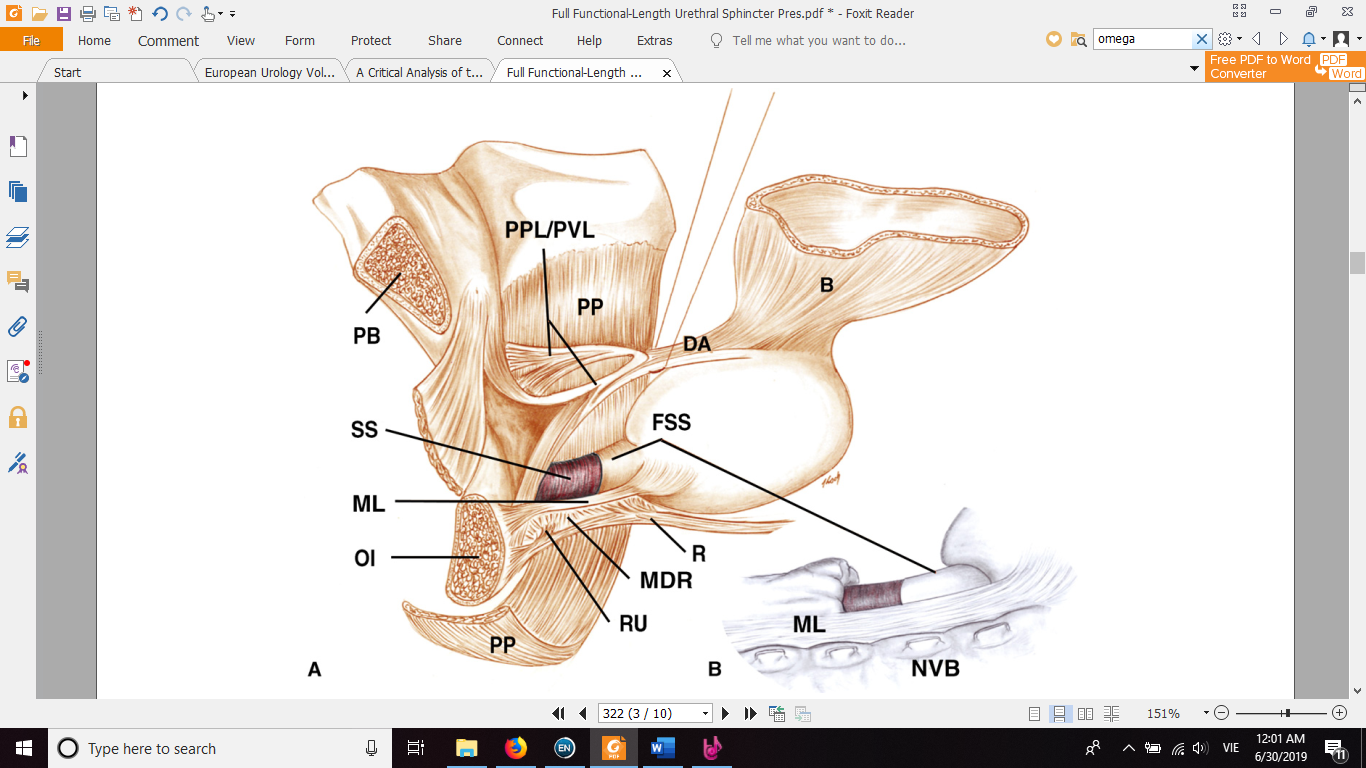 Full Functional-Length Urethral Sphincter Pres.pdf * - Foxit Reader
File Home Comment View Form Protect Share Connect Help Extras Tell me what you want to do... omega
Start European Urology Vol... A Critical Analysis of t... Full Functional-Length ...
Free PDF to Word Converter
PDF
Word
PPL/PVL
PP
PB
B
DA
SS
FSS
ML
OI
R
MDR
RU
PP
A
ML
B
NVB
322 (3 / 10)
151%
Type here to search
EN
PDF
VIE
12:01 AM
6/30/2019
11